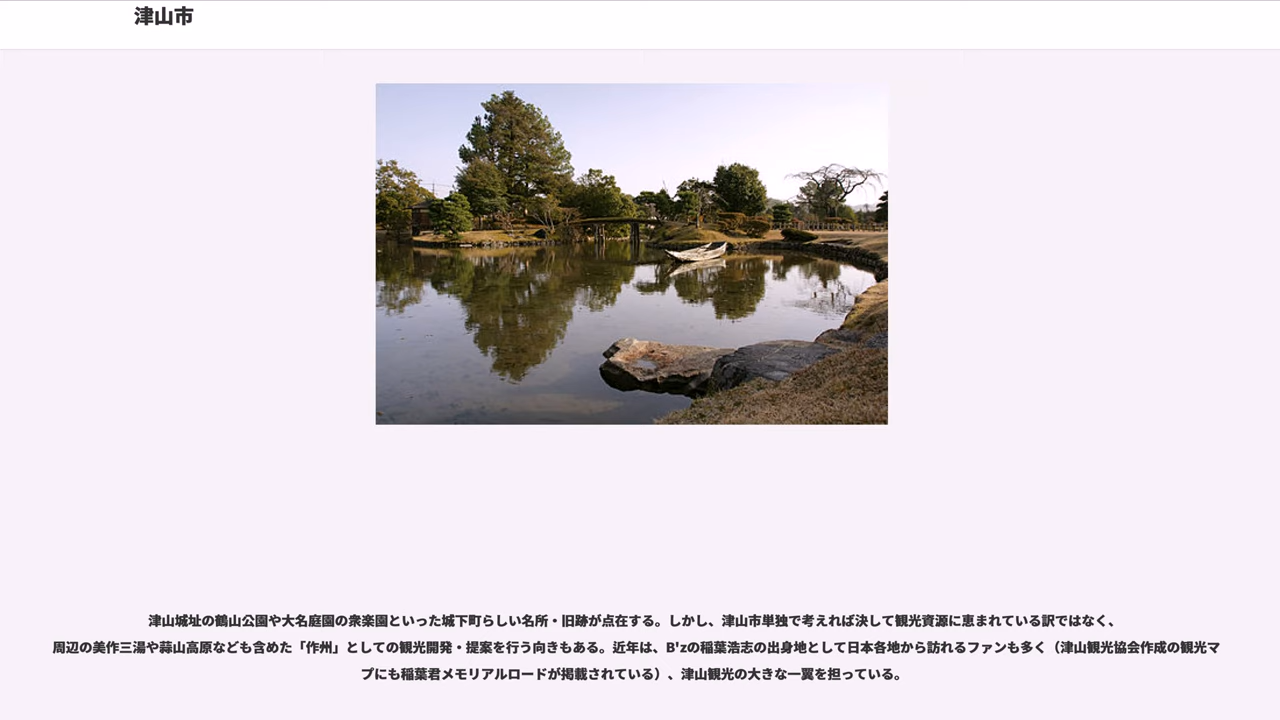 津山市
津山城址の鶴山公園や大名庭園の衆楽園といった城下町らしい名所・旧跡が点在する。しかし、津山市単独で考えれば決して観光資源に恵まれている訳ではなく、
周辺の美作三湯や蒜山高原なども含めた「作州」としての観光開発・提案を行う向きもある。近年は、B'zの稲葉浩志の出身地として日本各地から訪れるファンも多く（津山観光協会作成の観光マ
プにも稲葉君メモリアルロードが掲載されている）、津山観光の大きな一翼を担っている。